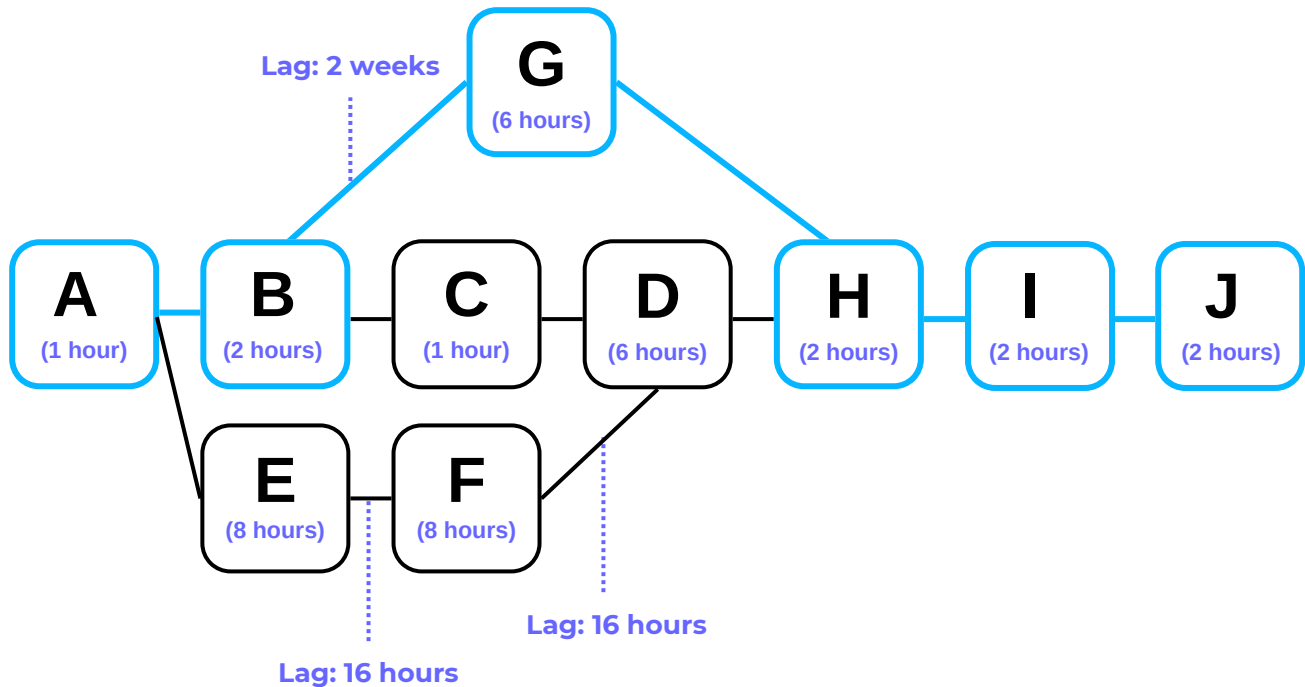 Lag: 2 weeks
G
(6 hours)
A
(1 hour)
B
(2 hours)
C
(1 hour)
D
(6 hours)
H
(2 hours)
I
(2 hours)
J
(2 hours)
E
(8 hours)
F
(8 hours)
Lag: 16 hours
Lag: 16 hours